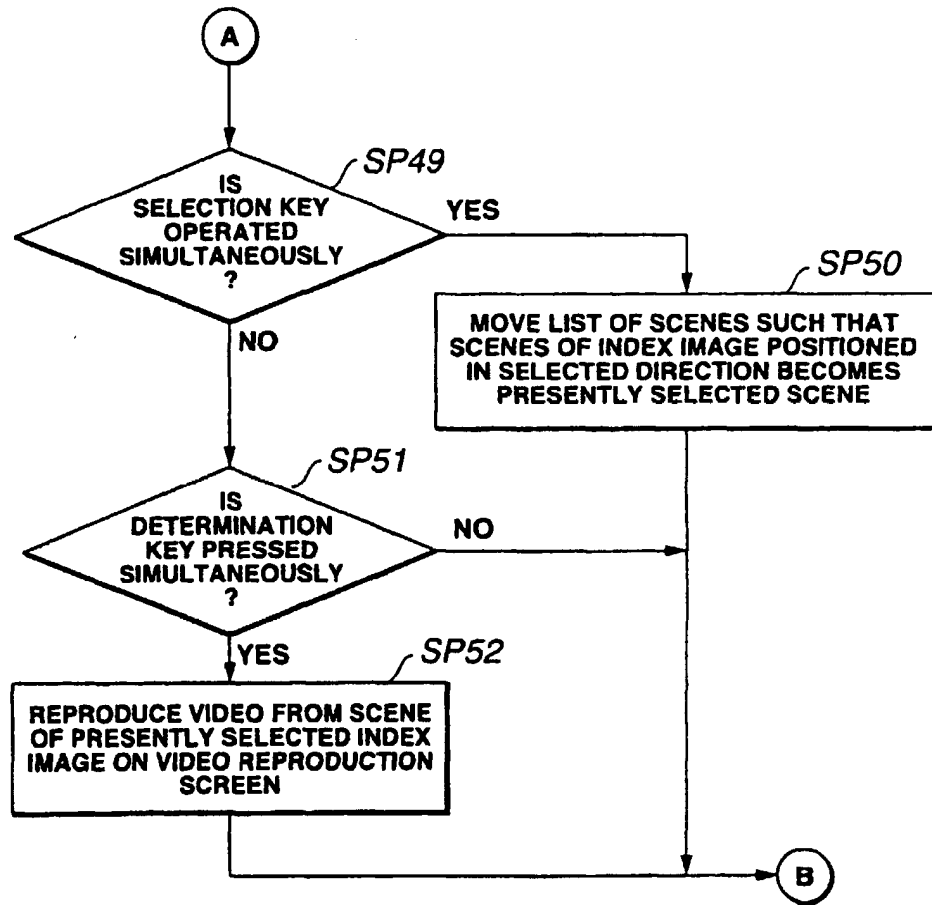 A
SP49
IS
SELECTION KEY
OPERATED
SIMULTANEOUSLY
?
YES
NO
SP50
MOVE LIST OF SCENES SUCH THAT
SCENES OF INDEX IMAGE POSITIONED
IN SELECTED DIRECTION BECOMES
PRESENTLY SELECTED SCENE
SP51
IS
DETERMINATION
KEY PRESSED
SIMULTANEOUSLY
?
NO
YES
SP52
REPRODUCE VIDEO FROM SCENE
OF PRESENTLY SELECTED INDEX
IMAGE ON VIDEO REPRODUCTION
SCREEN
B